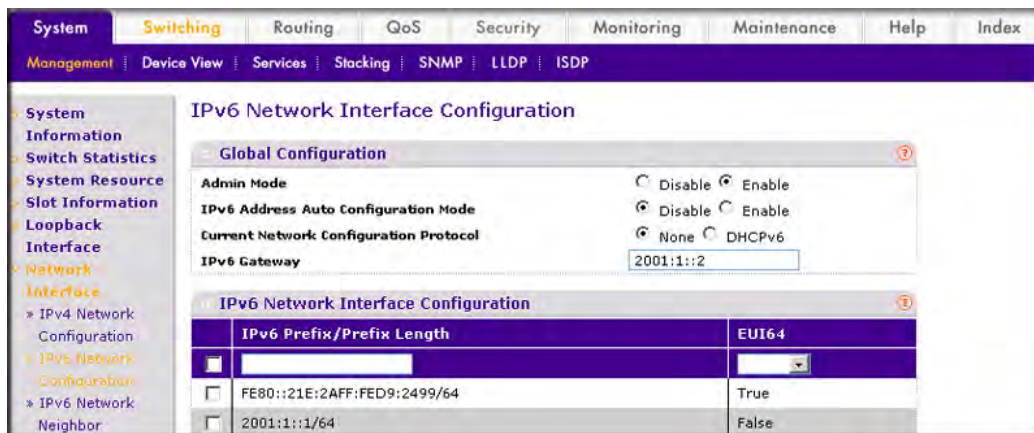 System Switching Routing QoS Security Monitoring Maintenance Help Index
Management Device View Services Stacking SNMP LLDP ISDP
System
Information
Switch Statistics
System Resource
Slot Information
Loopback
Interface
Network
Interface
» IPv4 Network
Configuration
» IPv6 Network
Configuration
» IPv6 Network
Neighbor
IPv6 Network Interface Configuration
Global Configuration
Admin Mode Disable Enable
IPv6 Address Auto Configuration Mode Disable Enable
Current Network Configuration Protocol None DHCPv6
IPv6 Gateway 2001:1::2
IPv6 Network Interface Configuration
IPv6 Prefix/Prefix Length EUI64
FE80::21E:2AFF:FED9:2499/64 True
2001:1::1/64 False